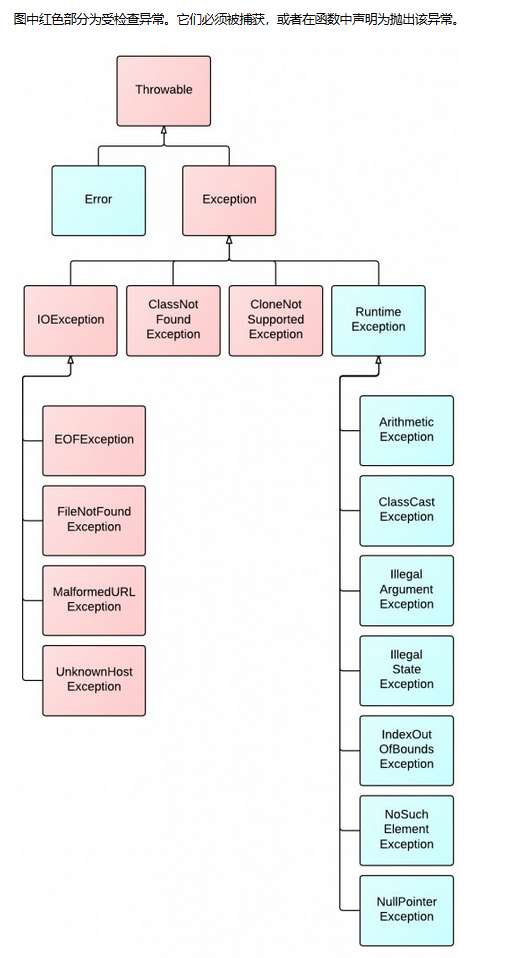 图中红色部分为受检查异常。它们必须被捕获，或者在函数中声明为抛出该异常。
Throwable
Error
Exception
IOException
ClassNot
Found
Exception
CloneNot
Supported
Exception
Runtime
Exception
EOFException
FileNotFound
Exception
MalformedURL
Exception
UnknownHost
Exception
Arithmetic
Exception
ClassCast
Exception
Illegal
Argument
Exception
Illegal
State
Exception
IndexOut
OfBounds
Exception
NoSuch
Element
Exception
NullPointer
Exception